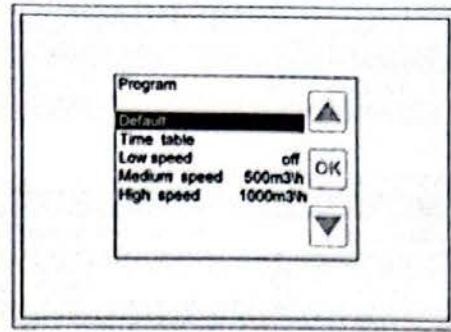 Program
Default
Time table
Low speed off
Medium speed 500m3\h
High speed 1000m3\h
OK